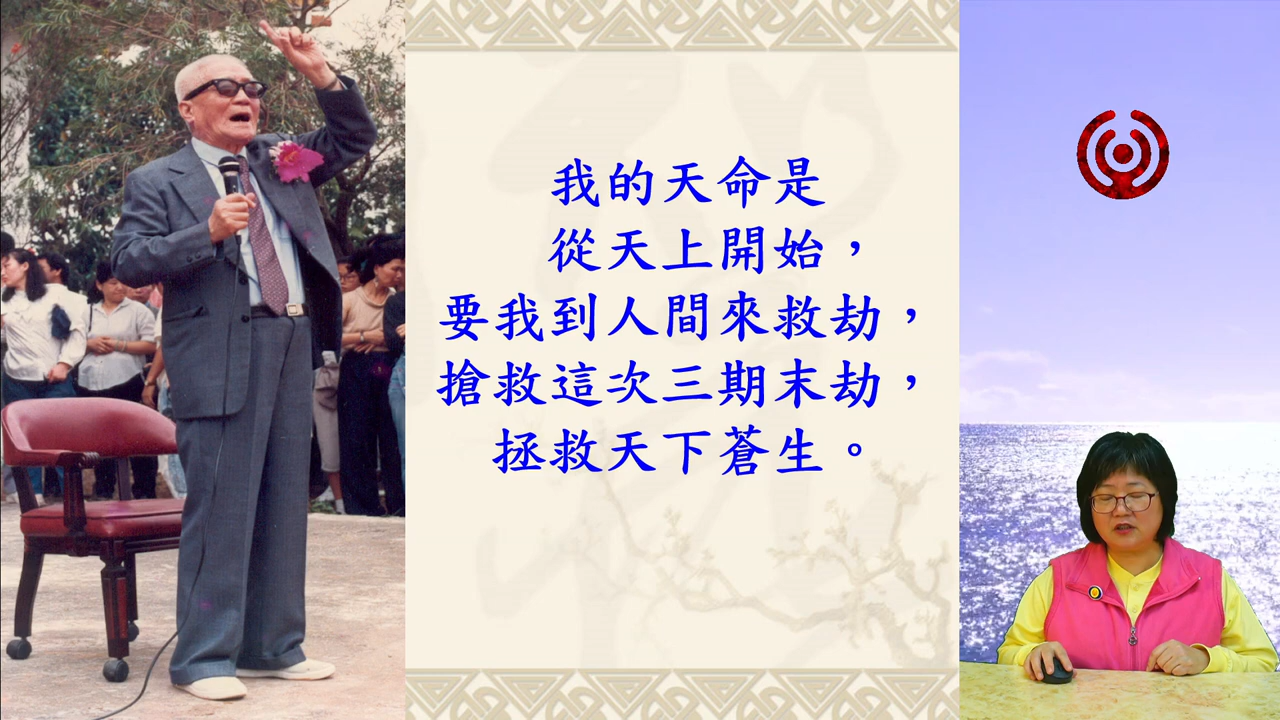 我的天命是
從天上開始，
要我到人間來救劫，
搶救這次三期末劫，
拯救天下蒼生。